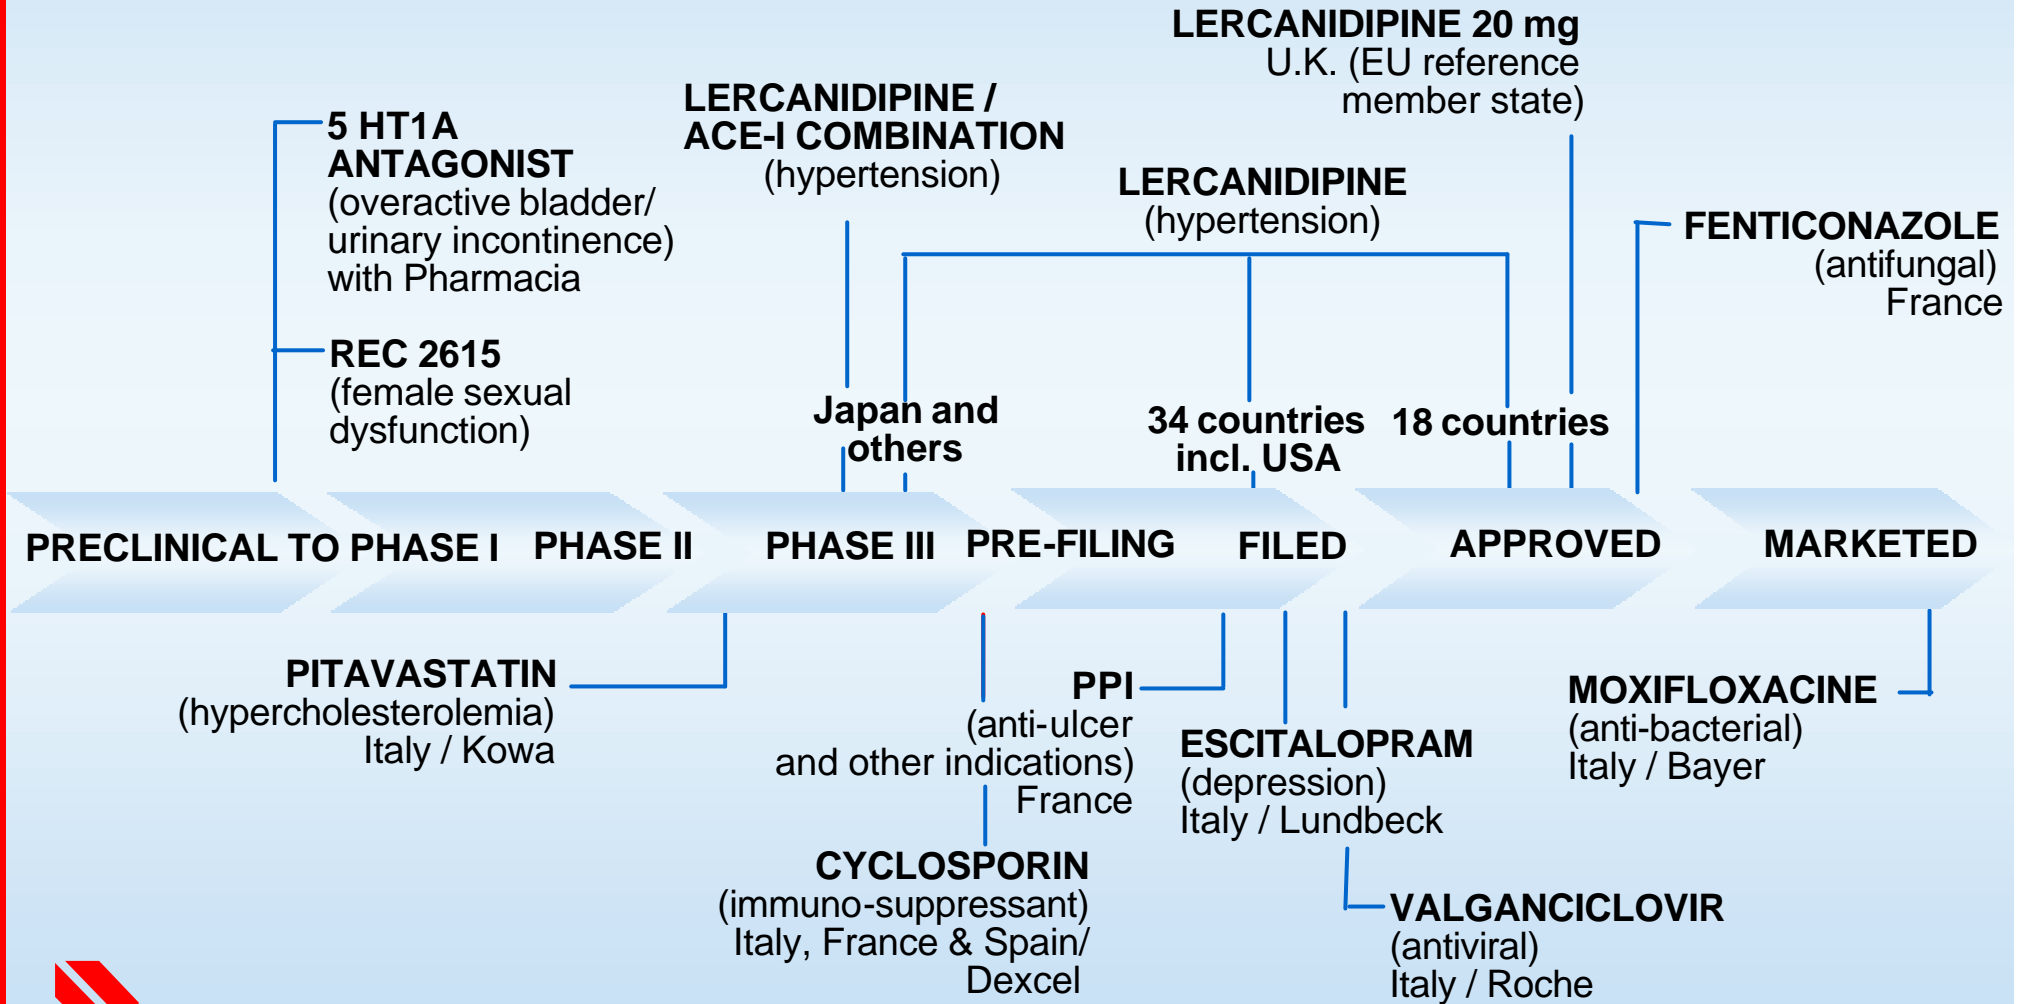 LERCANIDIPINE 20 mg
U.K. (EU reference
member state)
LERCANIDIPINE /
ACE-I COMBINATION
(hypertension)
5 HT1A
ANTAGONIST
(overactive bladder/
urinary incontinence)
with Pharmacia
LERCANIDIPINE
(hypertension)
FENTICONAZOLE
(antifungal)
France
REC 2615
(female sexual
dysfunction)
Japan and
others
34 countries
incl. USA
18 countries
PRECLINICAL TO PHASE I
PHASE II
PHASE III
PRE-FILING
FILED
APPROVED
MARKETED
PITAVASTATIN
(hypercholesterolemia)
Italy / Kowa
PPI
(anti-ulcer
and other indications)
France
ESCITALOPRAM
(depression)
Italy / Lundbeck
MOXIFLOXACINE
(anti-bacterial)
Italy / Bayer
CYCLOSPORIN
(immuno-suppressant)
Italy, France & Spain/
Dexcel
VALGANCICLOVIR
(antiviral)
Italy / Roche